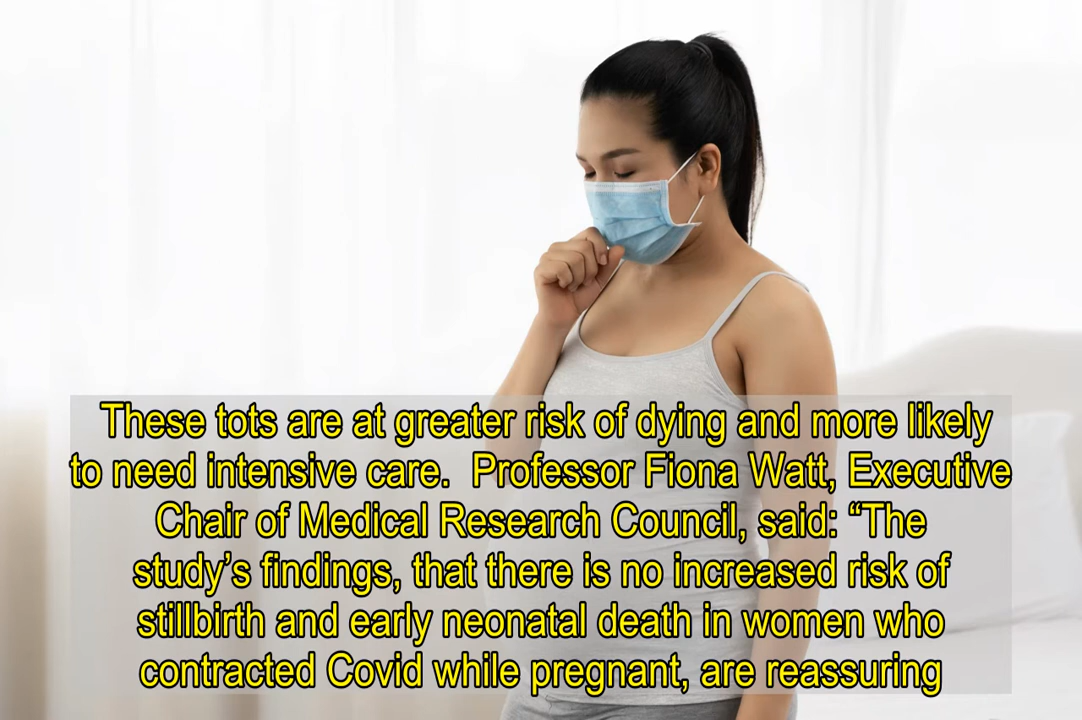 These tots are at greater risk of dying and more likely
to need intensive care.  Professor Fiona Watt, Executive
Chair of Medical Research Council, said: “The
study’s findings, that there is no increased risk of
stillbirth and early neonatal death in women who
contracted Covid while pregnant, are reassuring